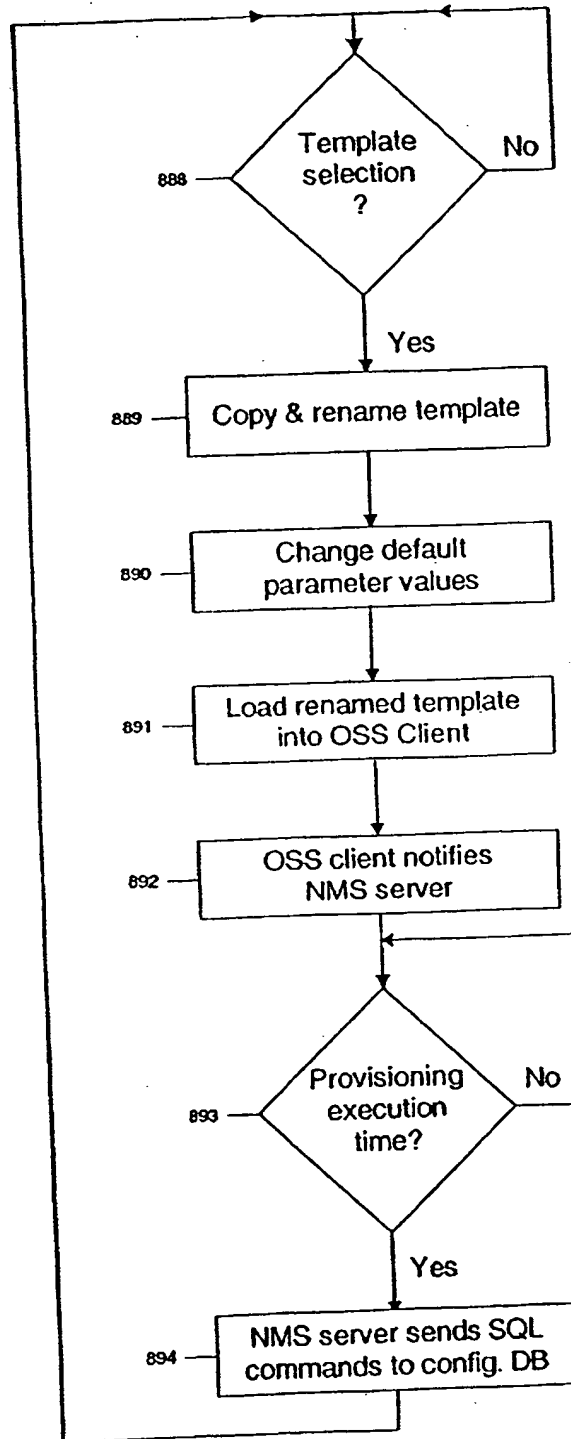 Template
selection
?
No
888
Yes
889
Copy & rename template
890
Change default
parameter values
891
Load renamed template
into OSS Client
892
OSS client notifies
NMS server
893
Provisioning
execution
time?
No
Yes
894
NMS server sends SQL
commands to config. DB